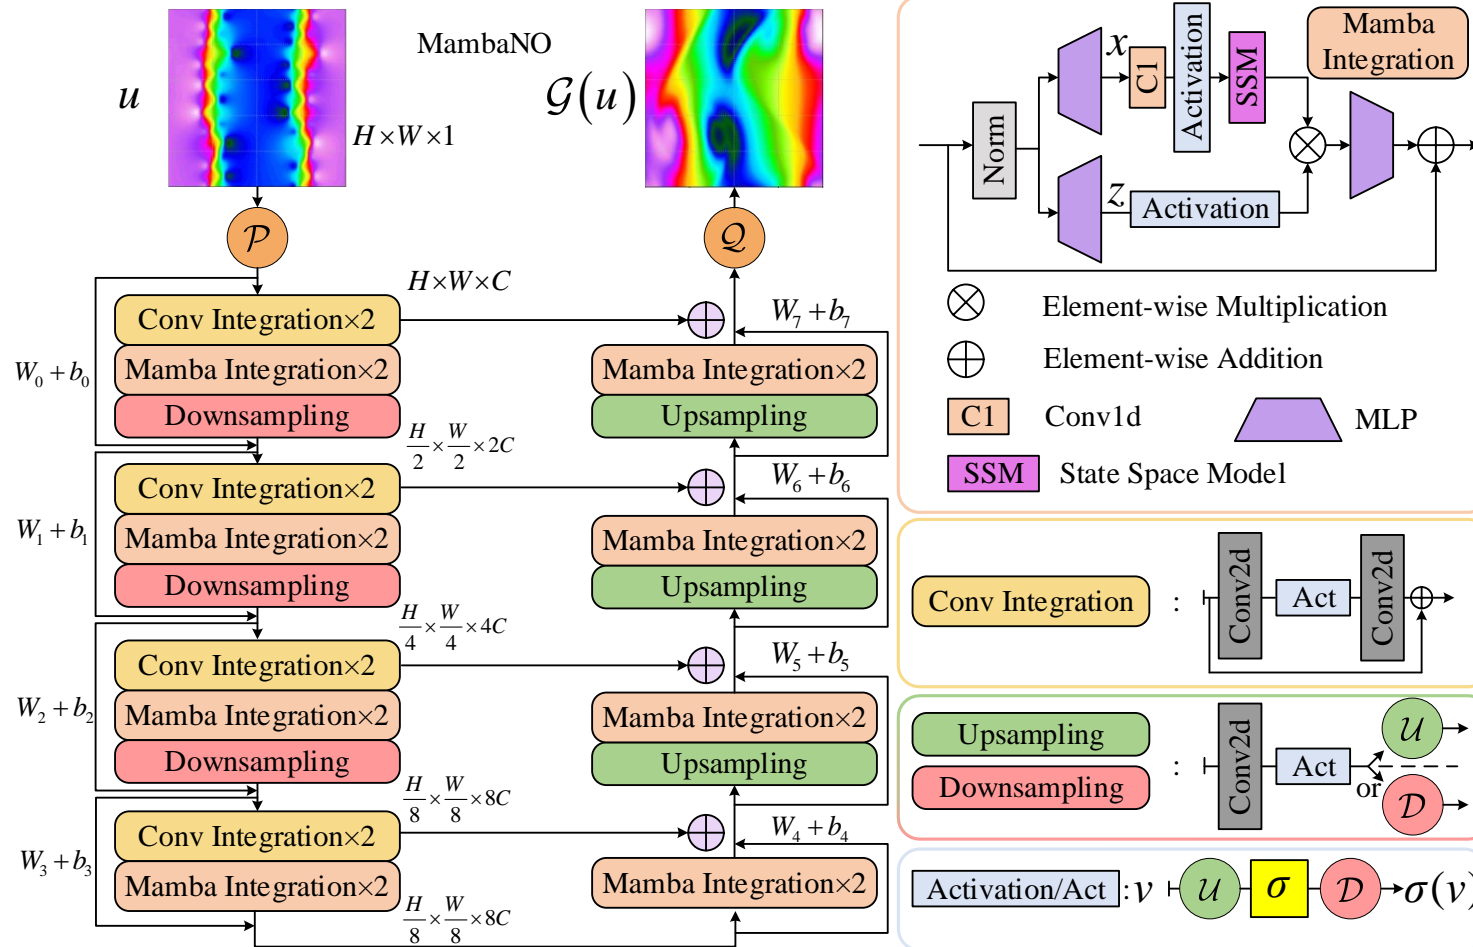 MambaNO
u
H×W×1
𝒢(u)
𝒫
𝒬
H×W×C
Conv Integration×2
Mamba Integration×2
Downsampling
W₀ + b₀
W₇ + b₇
Mamba Integration×2
Upsampling
H/2 × W/2 × 2C
Conv Integration×2
Mamba Integration×2
Downsampling
W₁ + b₁
W₆ + b₆
Mamba Integration×2
Upsampling
H/4 × W/4 × 4C
Conv Integration×2
Mamba Integration×2
Downsampling
W₂ + b₂
W₅ + b₅
Mamba Integration×2
Upsampling
H/8 × W/8 × 8C
Conv Integration×2
Mamba Integration×2
W₃ + b₃
W₄ + b₄
Mamba Integration×2
H/8 × W/8 × 8C
Mamba
Integration
Norm
x
C1
Activation
SSM
z
Activation
Element-wise Multiplication
Element-wise Addition
C1
Conv1d
MLP
SSM
State Space Model
Conv Integration
:
Conv2d
Act
Conv2d
Upsampling
Downsampling
:
Conv2d
Act
or
𝒰
𝒟
Activation/Act
:
v
𝒰
σ
𝒟
σ(v)